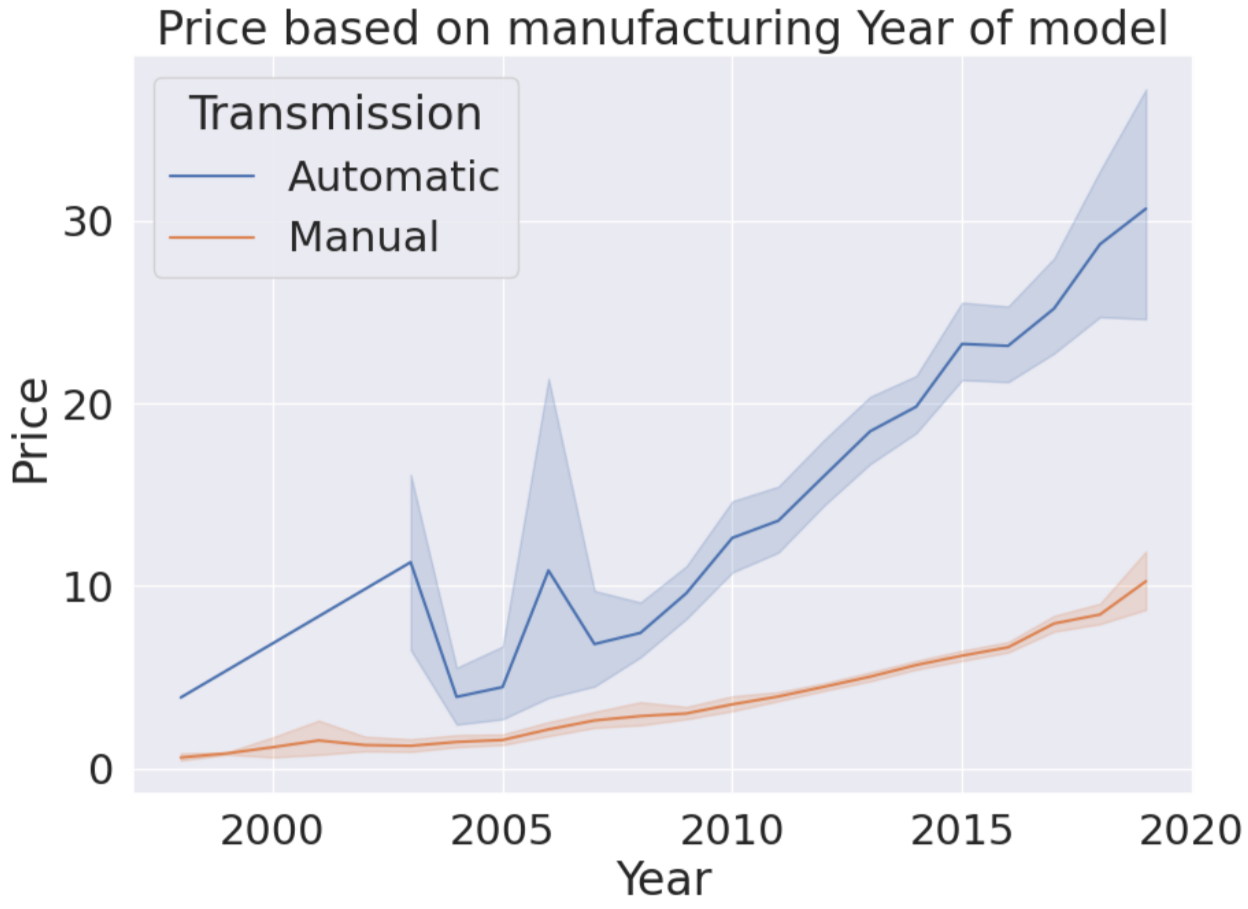 Price based on manufacturing Year of model
Transmission
Automatic
Manual
30
20
10
0
Price
2000 2005 2010 2015 2020
Year